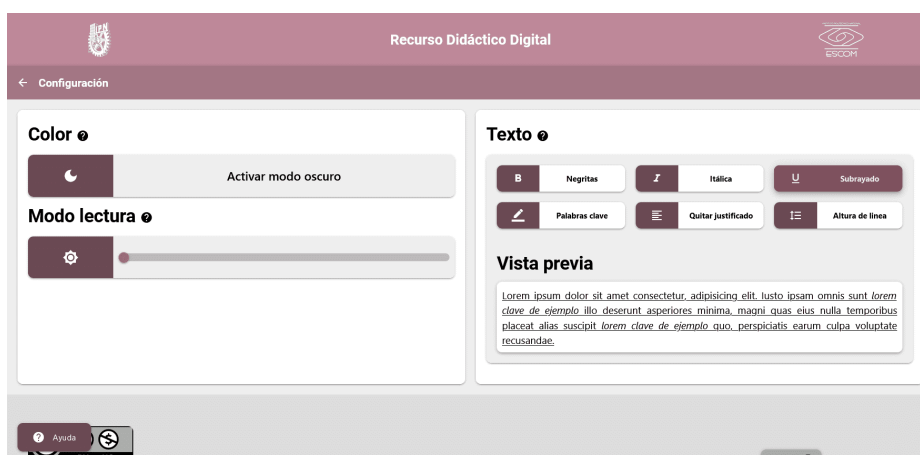 Recurso Didáctico Digital
ESCOM
← Configuración
Color
Activar modo oscuro
Modo lectura
Texto
B Negritas
I Itálica
U Subrayado
Palabras clave
Quitar justificado
Altura de linea
Vista previa
Lorem ipsum dolor sit amet consectetur, adipisicing elit. Iusto ipsam omnis sunt lorem
clave de ejemplo illo deserunt asperiores minima, magni quas eius nulla temporibus
placeat alias suscipit lorem clave de ejemplo quo, perspiciatis earum culpa voluptate
recusandae.
? Ayuda